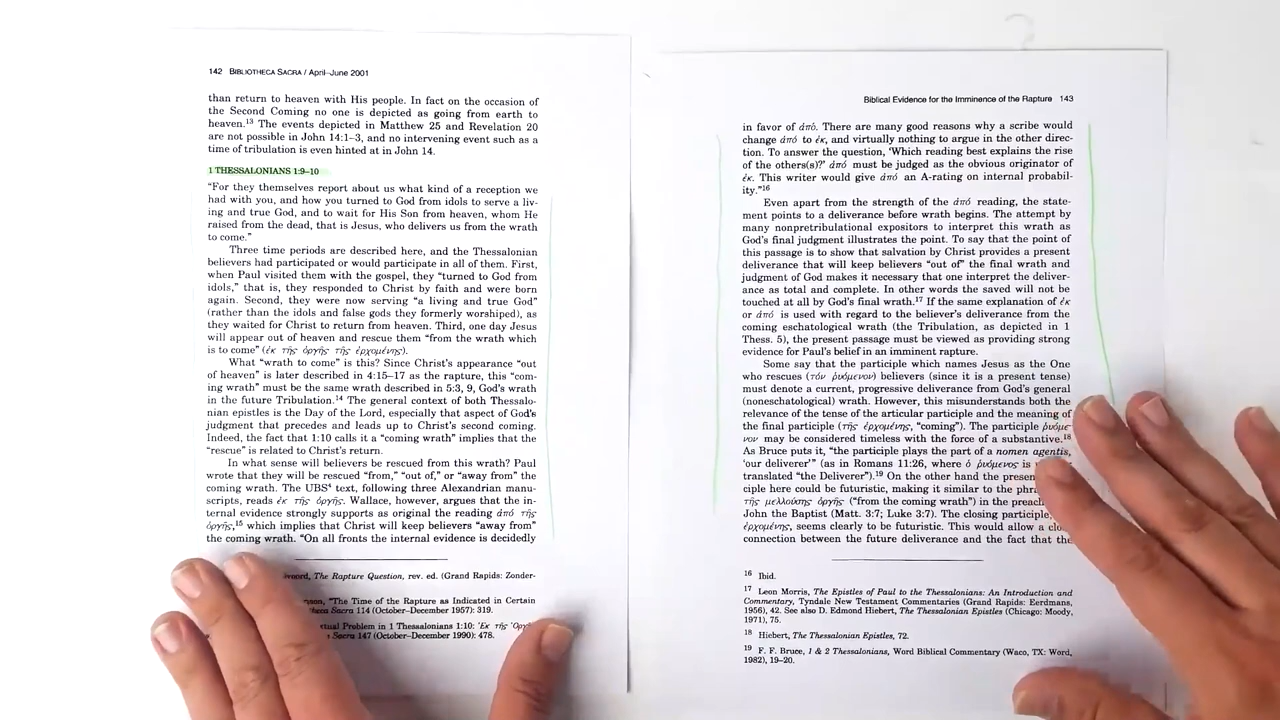 142 BIBLIOTHECA SACRA / April–June 2001
than return to heaven with His people. In fact on the occasion of
the Second Coming no one is depicted as going from earth to
heaven.13 The events depicted in Matthew 25 and Revelation 20
are not possible in John 14:1–3, and no intervening event such as a
time of tribulation is even hinted at in John 14.
1 THESSALONIANS 1:9–10
“For they themselves report about us what kind of a reception we
had with you, and how you turned to God from idols to serve a liv-
ing and true God, and to wait for His Son from heaven, whom He
raised from the dead, that is Jesus, who delivers us from the wrath
to come.”
Three time periods are described here, and the Thessalonian
believers had participated or would participate in all of them. First,
when Paul visited them with the gospel, they “turned to God from
idols,” that is, they responded to Christ by faith and were born
again. Second, they were now serving “a living and true God”
(rather than the idols and false gods they formerly worshiped), as
they waited for Christ to return from heaven. Third, one day Jesus
will appear out of heaven and rescue them “from the wrath which
is to come” (ἐκ τῆς ὀργῆς τῆς ἐρχομένης).
What “wrath to come” is this? Since Christ’s appearance “out
of heaven” is later described in 4:15–17 as the rapture, this “com-
ing wrath” must be the same wrath described in 5:3, 9, God’s wrath
in the future Tribulation.14 The general context of both Thessalo-
nian epistles is the Day of the Lord, especially that aspect of God’s
judgment that precedes and leads up to Christ’s second coming.
Indeed, the fact that 1:10 calls it a “coming wrath” implies that the
“rescue” is related to Christ’s return.
In what sense will believers be rescued from this wrath? Paul
wrote that they will be rescued “from,” “out of,” or “away from” the
coming wrath. The UBS4 text, following three Alexandrian manu-
scripts, reads ἐκ τῆς ὀργῆς. Wallace, however, argues that the in-
ternal evidence strongly supports as original the reading ἀπό τῆς
ὀργῆς,15 which implies that Christ will keep believers “away from”
the coming wrath. “On all fronts the internal evidence is decidedly
The Rapture Question, rev. ed. (Grand Rapids: Zonder-
“The Time of the Rapture as Indicated in Certain
Sacra 114 (October–December 1957): 319.
Problem in 1 Thessalonians 1:10: ’Εκ τῆς
Sacra 147 (October–December 1990): 478.
Biblical Evidence for the Imminence of the Rapture 143
in favor of ἀπό. There are many good reasons why a scribe would
change ἀπό to ἐκ, and virtually nothing to argue in the other direc-
tion. To answer the question, ‘Which reading best explains the rise
of the others(s)?’ ἀπό must be judged as the obvious originator of
ἐκ. This writer would give ἀπό an A-rating on internal probabil-
ity.”16
Even apart from the strength of the ἀπό reading, the state-
ment points to a deliverance before wrath begins. The attempt by
many nonpretribulational expositors to interpret this wrath as
God’s final judgment illustrates the point. To say that the point of
this passage is to show that salvation by Christ provides a present
deliverance that will keep believers “out of” the final wrath and
judgment of God makes it necessary that one interpret the deliver-
ance as total and complete. In other words the saved will not be
touched at all by God’s final wrath.17 If the same explanation of ἐκ
or ἀπό is used with regard to the believer’s deliverance from the
coming eschatological wrath (the Tribulation, as depicted in 1
Thess. 5), the present passage must be viewed as providing strong
evidence for Paul’s belief in an imminent rapture.
Some say that the participle which names Jesus as the One
who rescues (τόν ῥυόμενον) believers (since it is a present tense)
must denote a current, progressive deliverance from God’s general
(noneschatological) wrath. However, this misunderstands both the
relevance of the tense of the articular participle and the meaning of
the final participle (τῆς ἐρχομένης, “coming”). The participle ῥυόμε-
νον may be considered timeless with the force of a substantive.18
As Bruce puts it, “the participle plays the part of a nomen agentis,
‘our deliverer’” (as in Romans 11:26, where ὁ ῥυόμενος is
translated “the Deliverer”).19 On the other hand the
ciple here could be futuristic, making it similar to the
τῆς μελλούσης ὀργῆς (“from the coming wrath”) in the
John the Baptist (Matt. 3:7; Luke 3:7). The closing
ἐρχομένης, seems clearly to be futuristic. This would allow a
connection between the future deliverance and the fact that the
16 Ibid.
17 Leon Morris, The Epistles of Paul to the Thessalonians: An Introduction and
Commentary, Tyndale New Testament Commentaries (Grand Rapids: Eerdmans,
1956), 42. See also D. Edmond Hiebert, The Thessalonian Epistles (Chicago: Moody,
1971), 75.
18 Hiebert, The Thessalonian Epistles, 72.
19 F. F. Bruce, 1 & 2 Thessalonians, Word Biblical Commentary (Waco, TX: Word,
1982), 19–20.